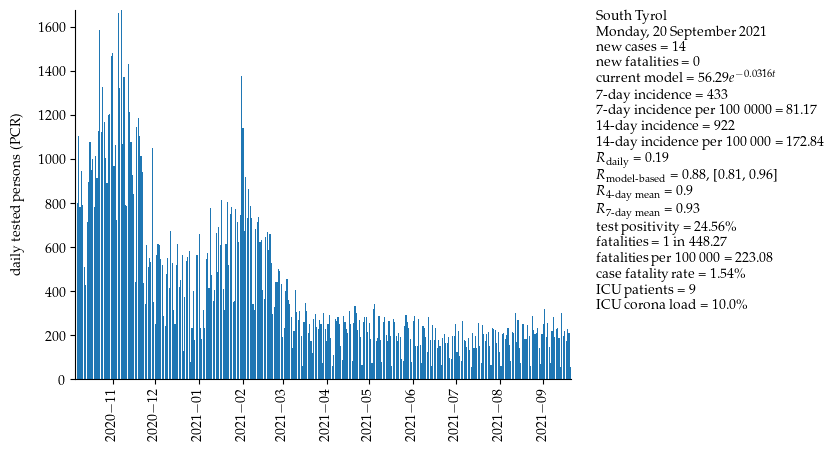 daily tested persons (PCR)
1600
1400
1200
1000
800
600
400
200
0
2020−11
2020−12
2021−01
2021−02
2021−03
2021−04
2021−05
2021−06
2021−07
2021−08
2021−09
South Tyrol
Monday, 20 September 2021
new cases = 14
new fatalities = 0
current model = 56.29e^{−0.0316t}
7-day incidence = 433
7-day incidence per 100 0000 = 81.17
14-day incidence = 922
14-day incidence per 100 000 = 172.84
R_daily = 0.19
R_model-based = 0.88, [0.81, 0.96]
R_4-day mean = 0.9
R_7-day mean = 0.93
test positivity = 24.56%
fatalities = 1 in 448.27
fatalities per 100 000 = 223.08
case fatality rate = 1.54%
ICU patients = 9
ICU corona load = 10.0%